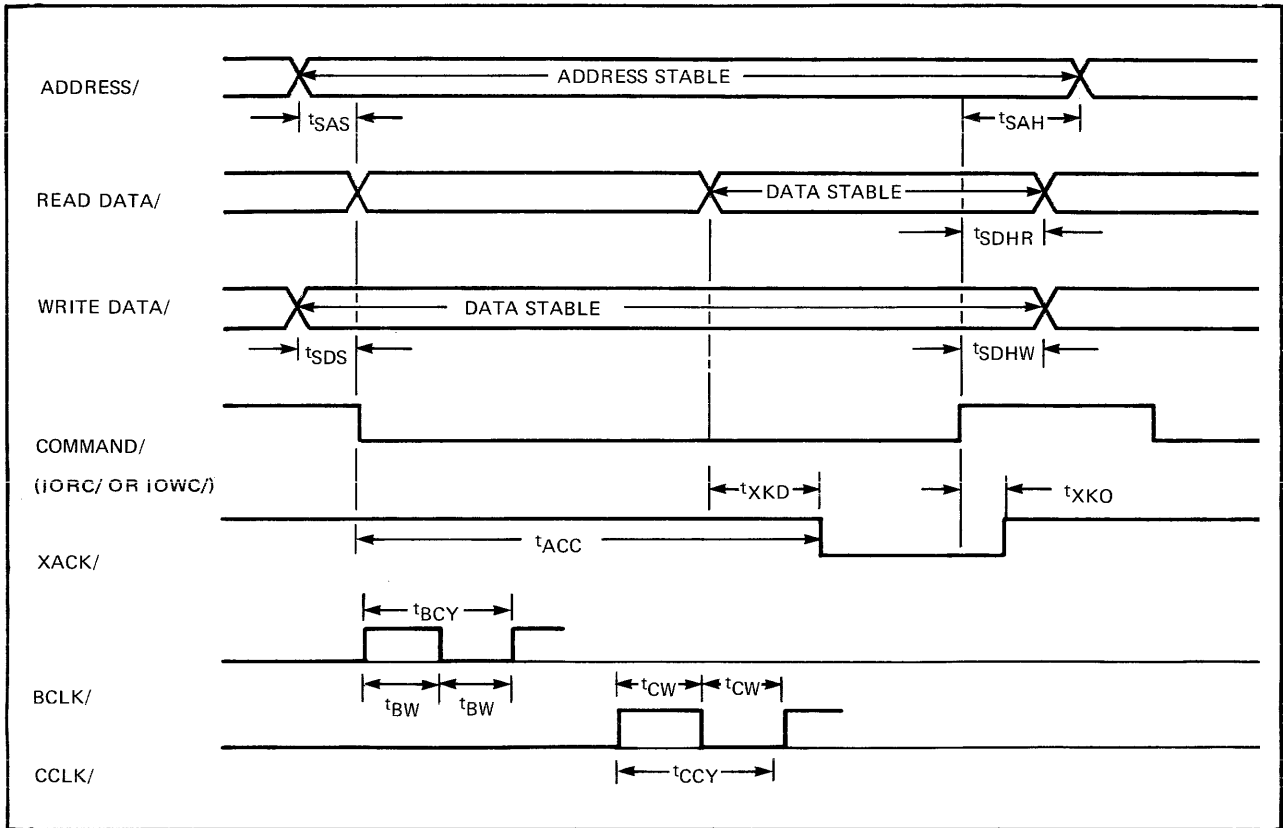 ADDRESS/
ADDRESS STABLE
tSAS
tSAH
READ DATA/
DATA STABLE
tSDHR
WRITE DATA/
DATA STABLE
tSDS
tSDHW
COMMAND/
(IORC/ OR IOWC/)
tXKD
tXKO
tACC
XACK/
tBCY
BCLK/
tBW
tBW
tCW
tCW
CCLK/
tCCY